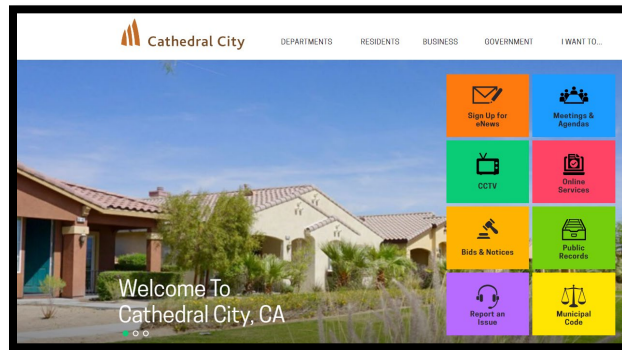 Cathedral City
DEPARTMENTS RESIDENTS BUSINESS GOVERNMENT I WANT TO...
Sign Up for
eNews
Meetings &
Agendas
CCTV
Online
Services
Bids & Notices
Public
Records
Report an
Issue
Municipal
Code
Welcome To
Cathedral City, CA